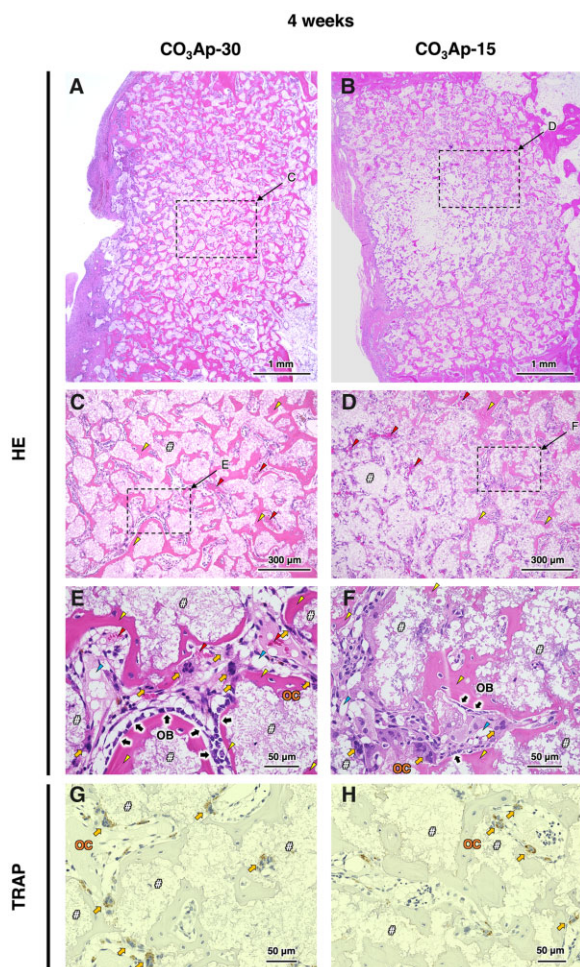 4 weeks
CO₃Ap-30
CO₃Ap-15
HE
A
C
1 mm
B
D
1 mm
C
#
E
300 µm
D
#
F
300 µm
E
#
#
#
#
OC
OB
#
50 µm
F
#
#
#
#
OB
OC
#
50 µm
TRAP
G
#
OC
#
#
#
#
50 µm
H
#
OC
#
#
#
50 µm